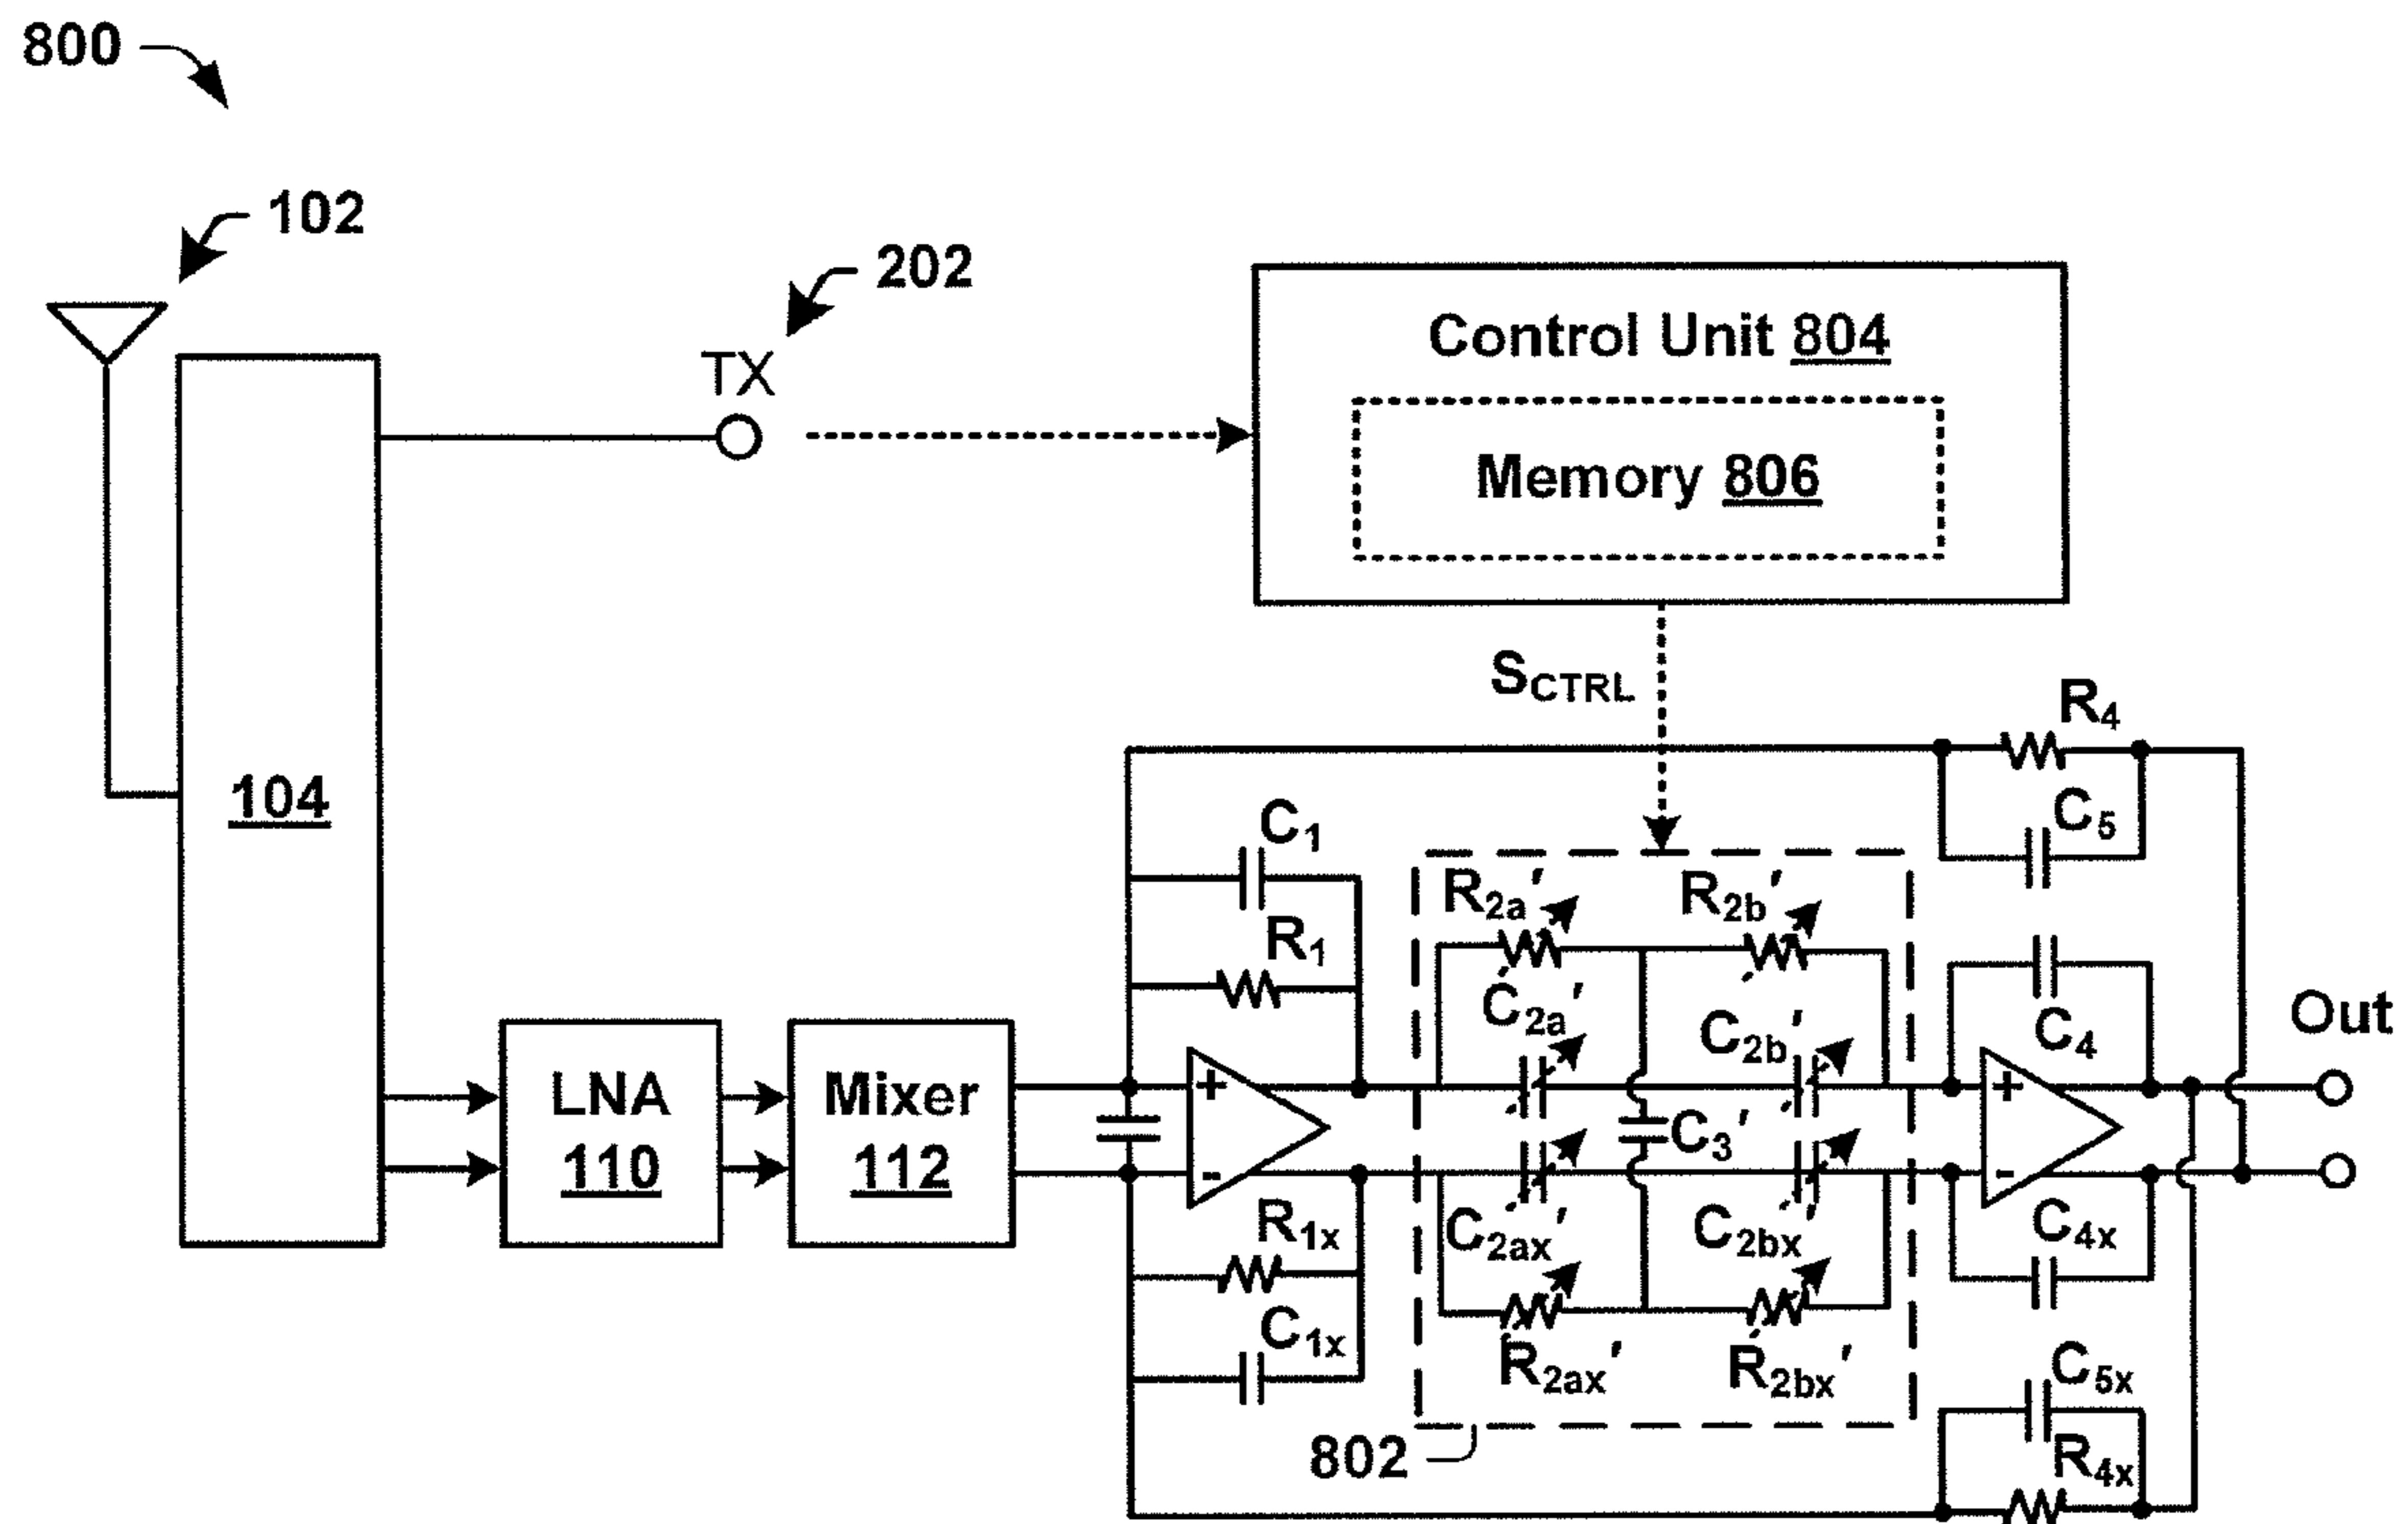 800
102
202
TX
Control Unit 804
Memory 806
S_CTRL
R₄
C₅
104
C₁
R₁
R₂ₐ′
R₂b′
C₂ₐ′
C₂b′
C₄
Out
LNA
110
Mixer
112
+
-
C₃′
+
-
R₁ₓ
C₁ₓ
C₂ₐₓ′
C₂bₓ′
C₄ₓ
R₂ₐₓ′
R₂bₓ′
C₅ₓ
R₄ₓ
802